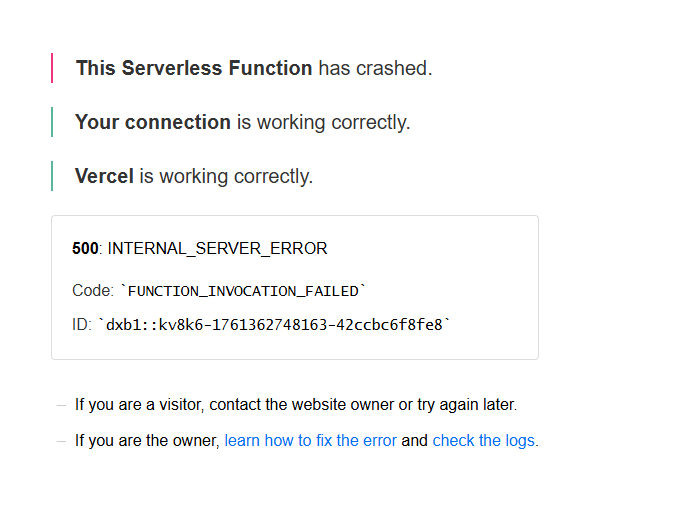 This Serverless Function has crashed.
Your connection is working correctly.
Vercel is working correctly.
500: INTERNAL_SERVER_ERROR
Code: `FUNCTION_INVOCATION_FAILED`
ID: `dxb1::kv8k6-1761362748163-42ccbc6f8fe8`
– If you are a visitor, contact the website owner or try again later.
– If you are the owner, learn how to fix the error and check the logs.